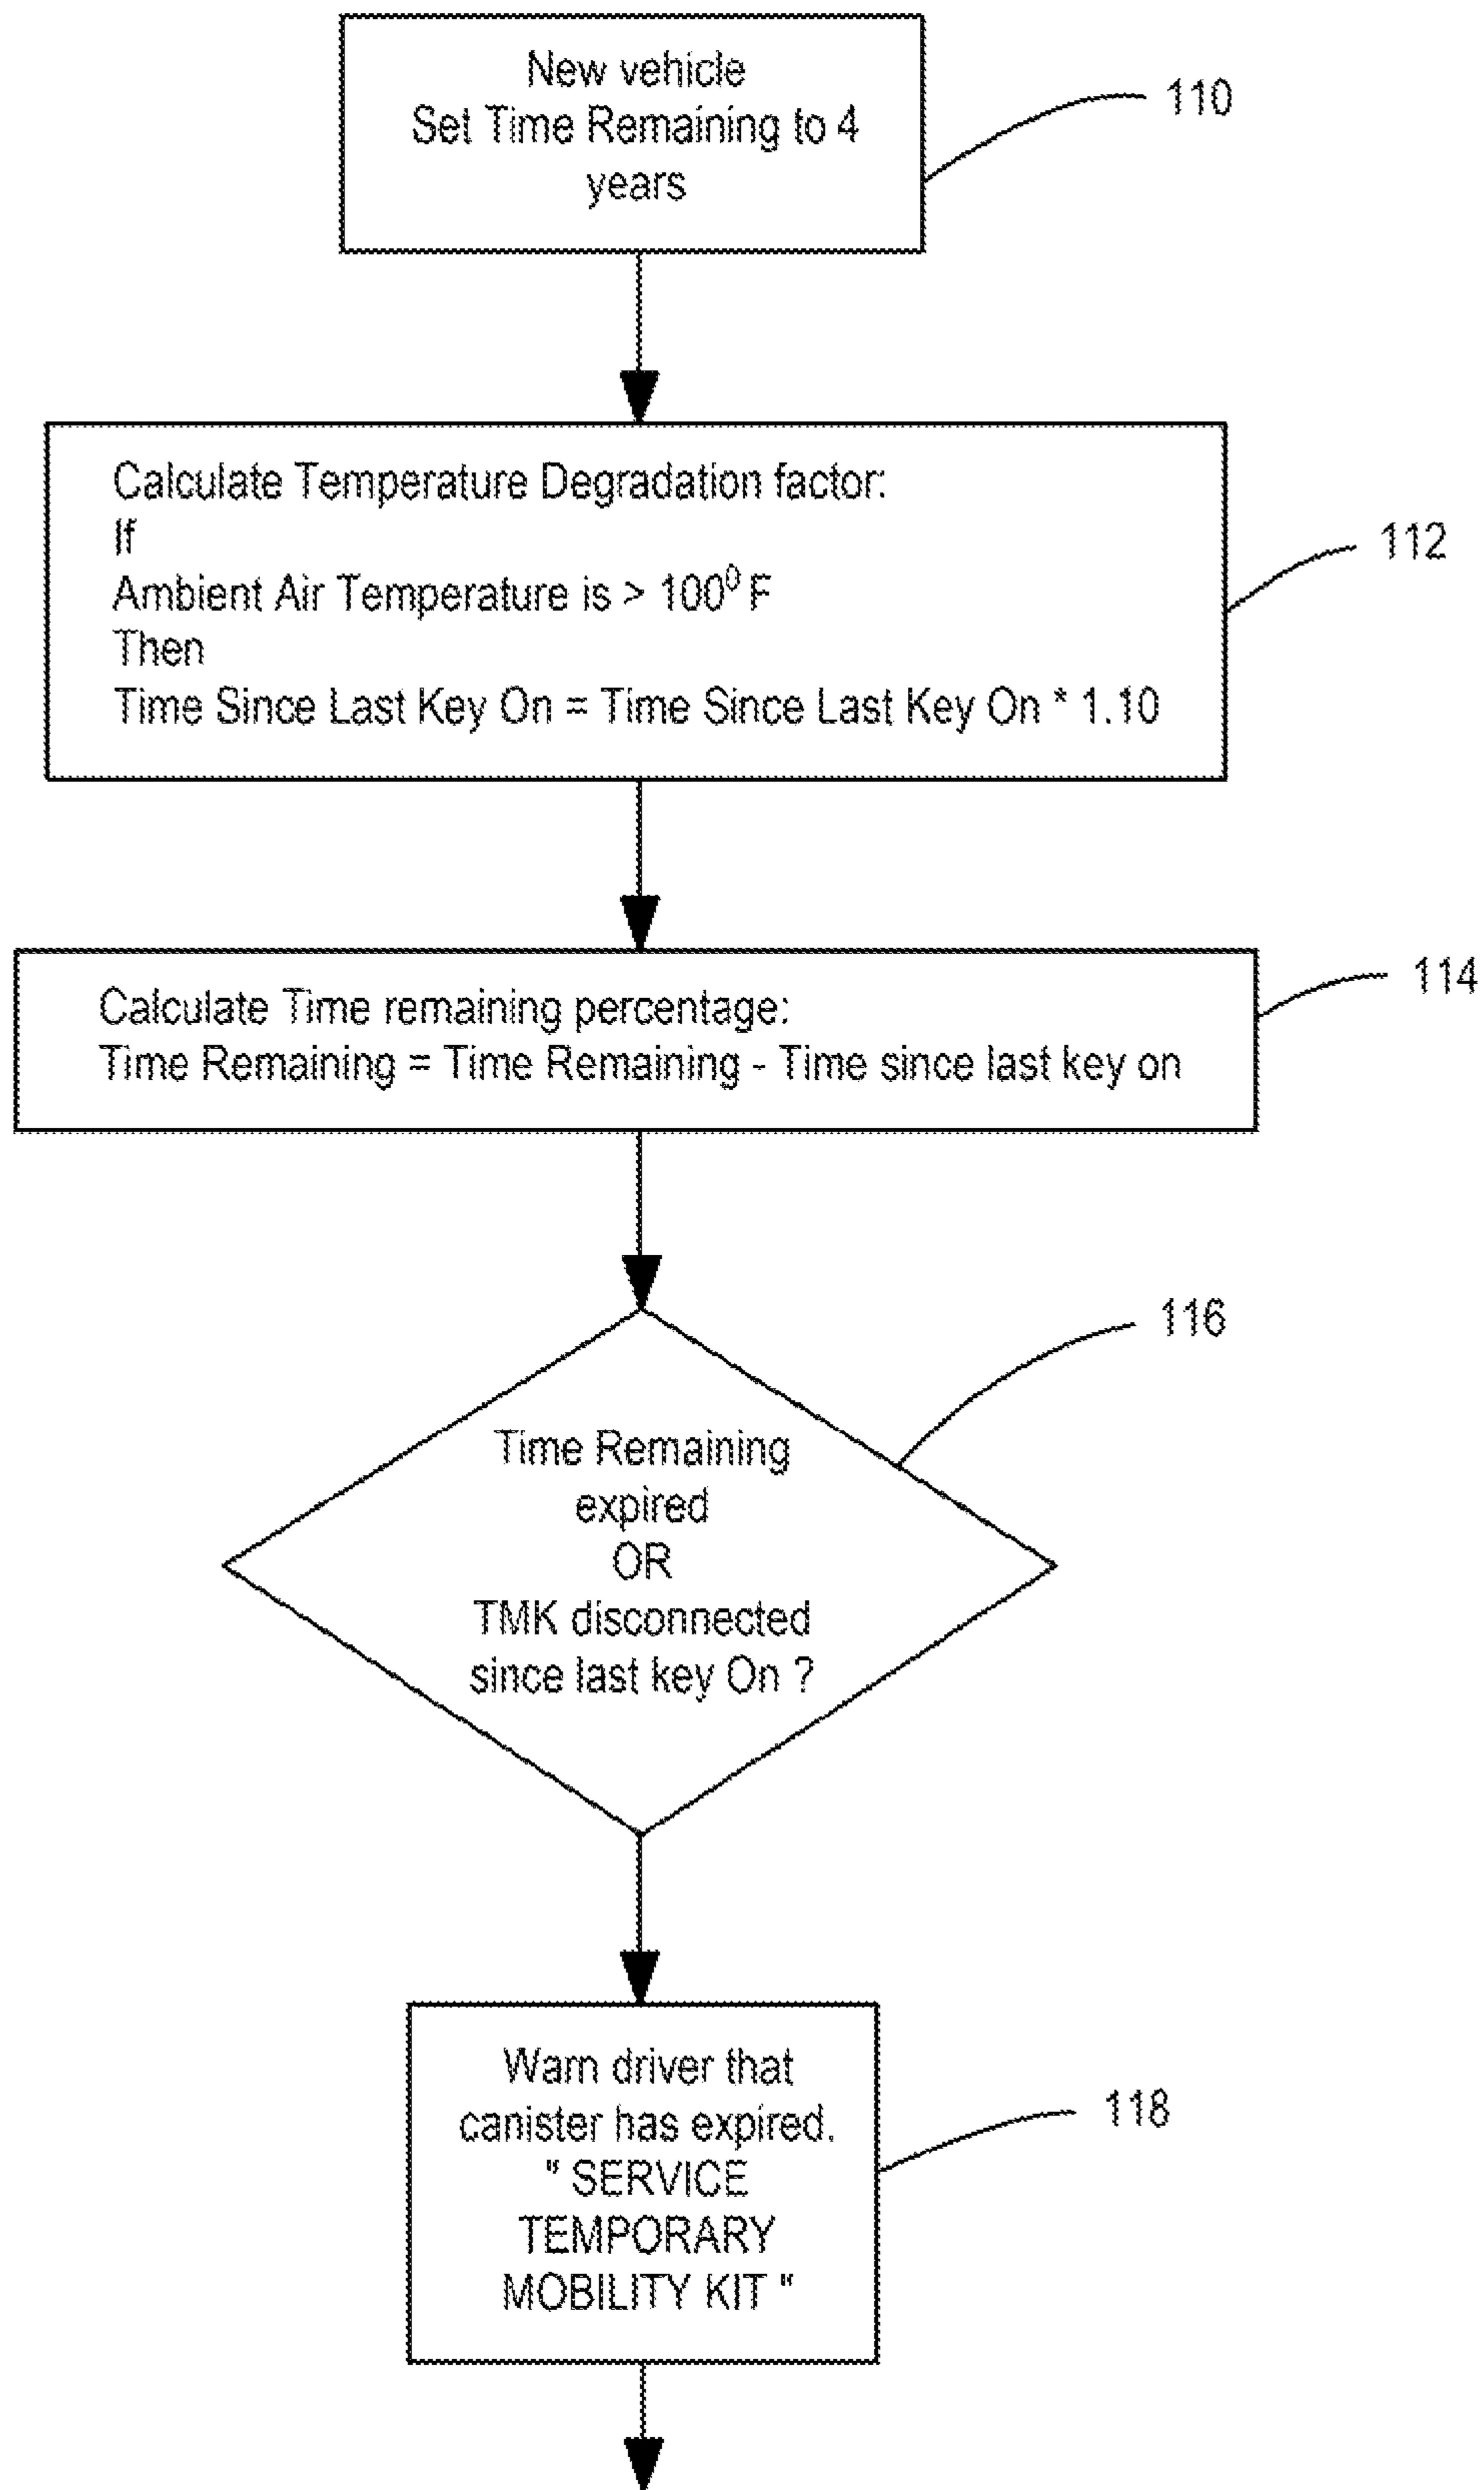 New vehicle
Set Time Remaining to 4
years
110
Calculate Temperature Degradation factor:
If
Ambient Air Temperature is > 100⁰ F
Then
Time Since Last Key On = Time Since Last Key On * 1.10
112
Calculate Time remaining percentage:
Time Remaining = Time Remaining - Time since last key on
114
Time Remaining
expired
OR
TMK disconnected
since last key On ?
116
Warn driver that
canister has expired.
" SERVICE
TEMPORARY
MOBILITY KIT "
118